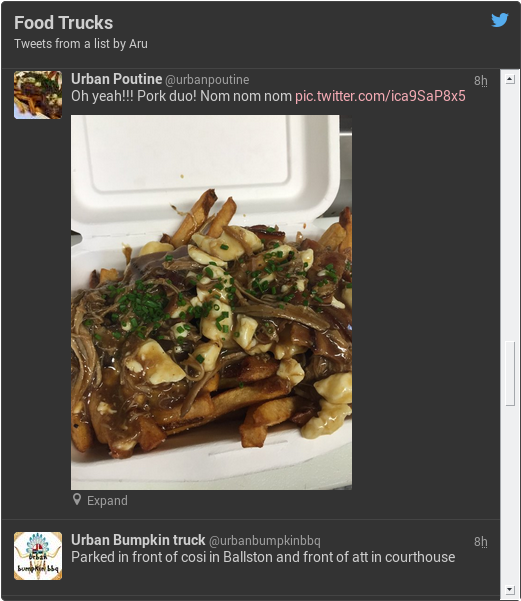 Food Trucks
Tweets from a list by Aru
Urban Poutine @urbanpoutine 8h
Oh yeah!!! Pork duo! Nom nom nom pic.twitter.com/ica9SaP8x5
Expand
Urban Bumpkin truck @urbanbumpkinbbq 8h
Parked in front of cosi in Ballston and front of att in courthouse
Urban
bumpkin bbq